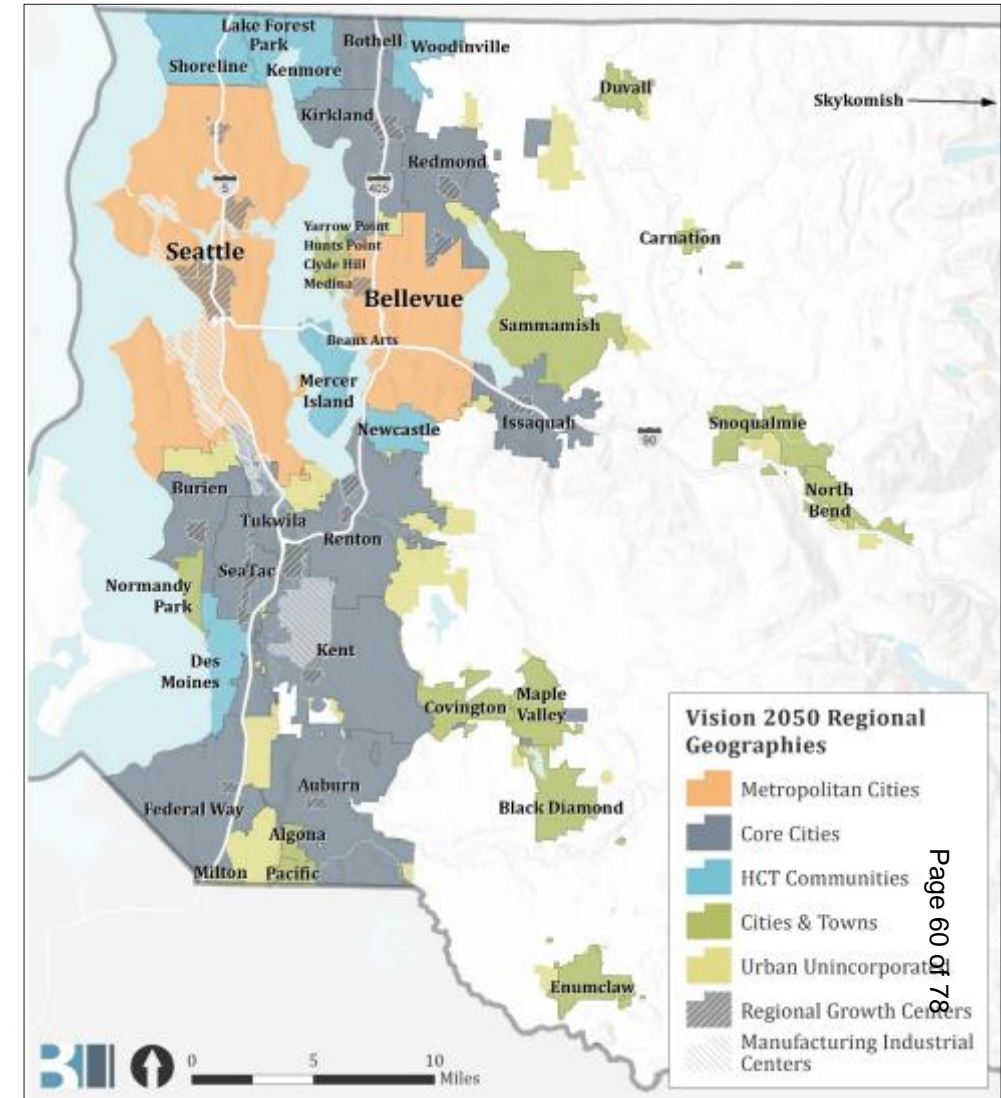 Lake Forest
Park
Bothell
Woodinville
Shoreline
Kenmore
Duvall
Skykomish
Kirkland
Redmond
5
405
Yarrow Point
Hunts Point
Clyde Hill
Medina
Carnation
Seattle
Bellevue
Sammamish
Beaux Arts
Mercer
Island
Newcastle
Issaquah
90
Snoqualmie
North
Bend
Burien
Tukwila
Renton
SeaTac
Normandy
Park
Kent
Des
Moines
Covington
Maple
Valley
Black Diamond
Auburn
Federal Way
Algona
Milton
Pacific
Enumclaw
Vision 2050 Regional
Geographies
Metropolitan Cities
Core Cities
HCT Communities
Cities & Towns
Urban Unincorporated
Regional Growth Centers
Manufacturing Industrial
Centers
Page 60 of 78
0 5 10
Miles